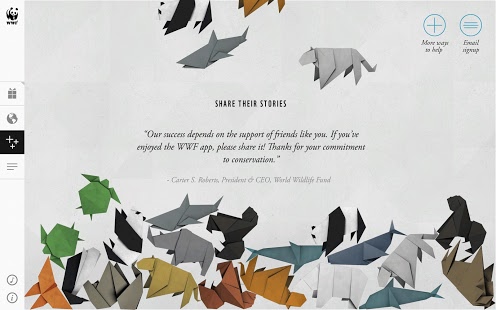 WWF
More ways
to help
Email
signup
SHARE THEIR STORIES
“Our success depends on the support of friends like you. If you've
enjoyed the WWF app, please share it! Thanks for your commitment
to conservation.”
- Carter S. Roberts, President & CEO, World Wildlife Fund